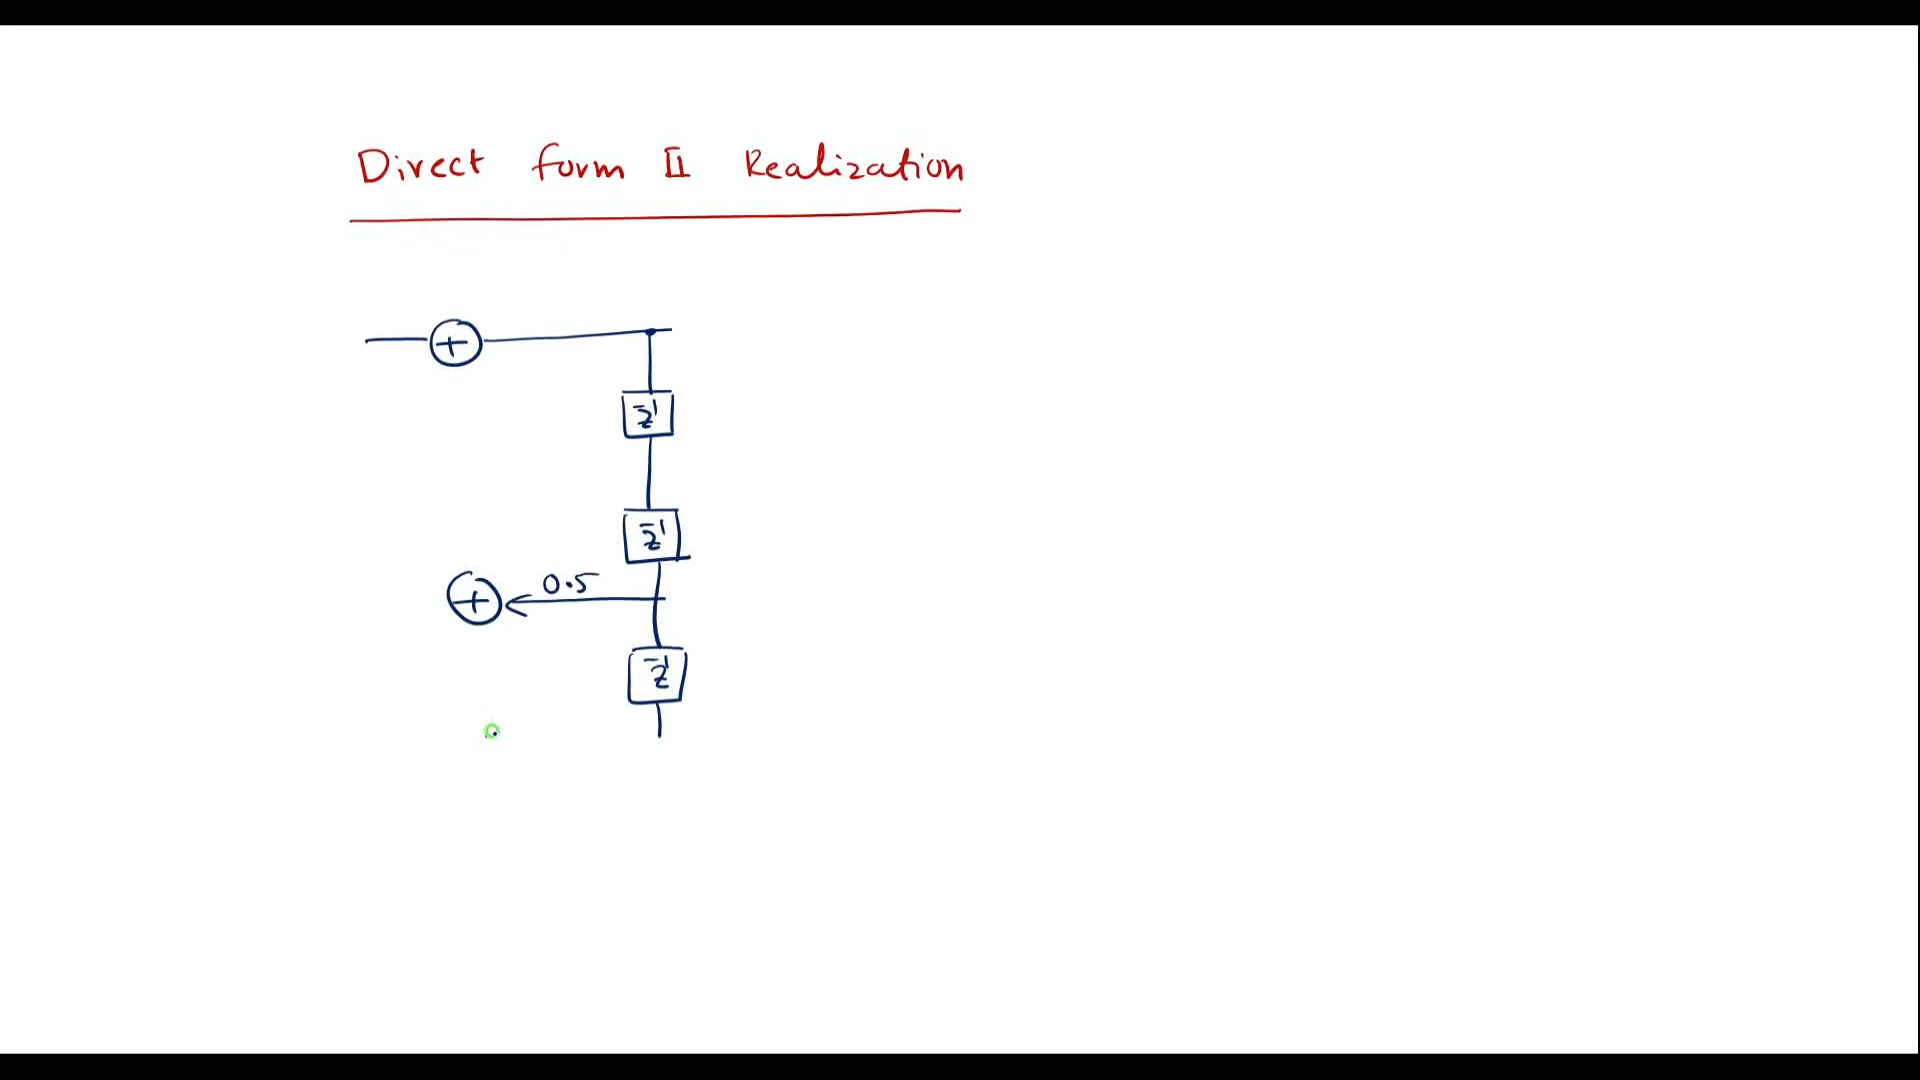 Direct form II Realization
+
z⁻¹
z⁻¹
+ 0.5
z⁻¹